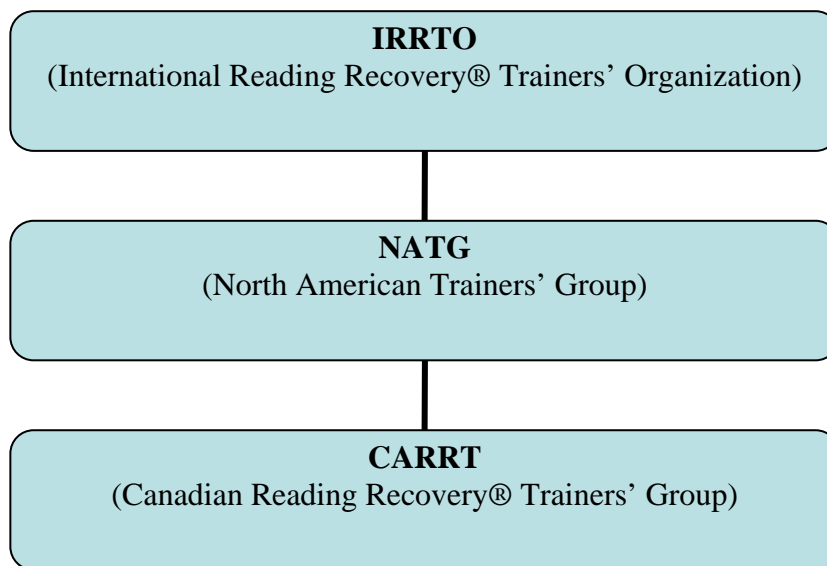 IRRTO
(International Reading Recovery® Trainers’ Organization)
NATG
(North American Trainers’ Group)
CARRT
(Canadian Reading Recovery® Trainers’ Group)